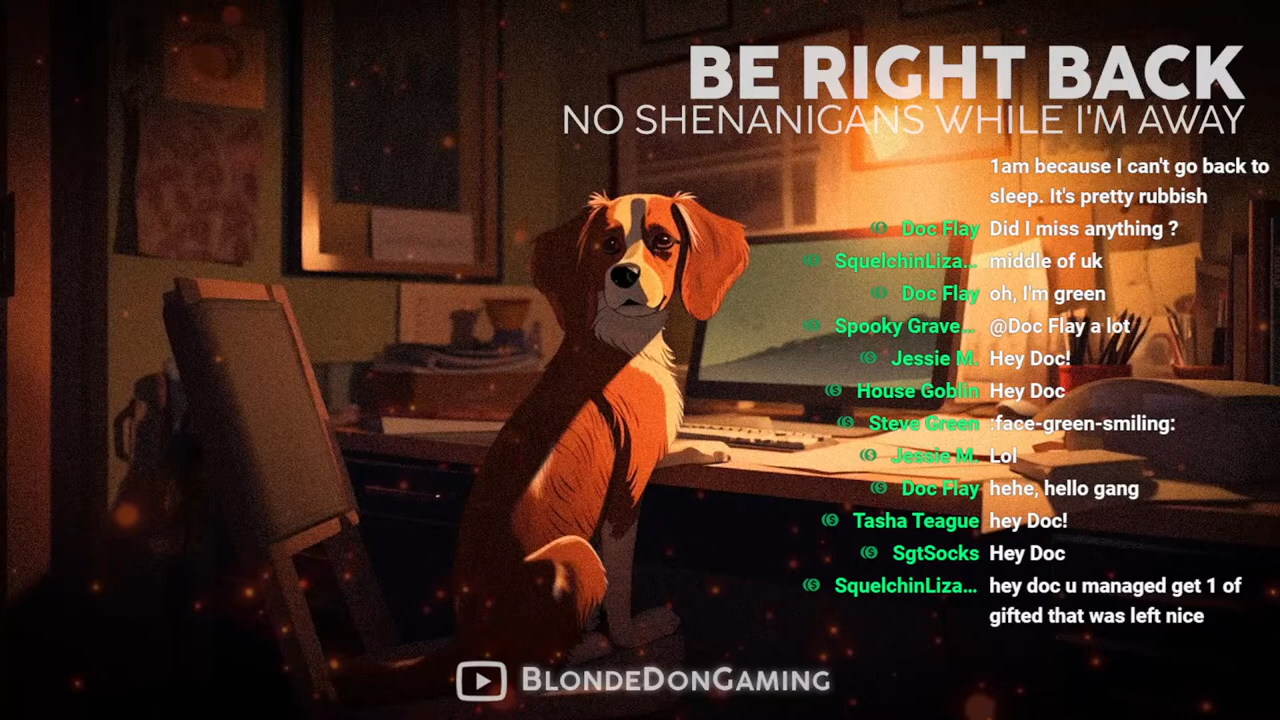 BE RIGHT BACK
NO SHENANIGANS WHILE I'M AWAY
1am because I can't go back to
sleep. It's pretty rubbish
Doc Flay Did I miss anything ?
SquelchinLiza... middle of uk
Doc Flay oh, I'm green
Spooky Grave... @Doc Flay a lot
Jessie M. Hey Doc!
House Goblin Hey Doc
Steve Green :face-green-smiling:
Jessie M. Lol
Doc Flay hehe, hello gang
Tasha Teague hey Doc!
SgtSocks Hey Doc
SquelchinLiza... hey doc u managed get 1 of
gifted that was left nice
BLONDEDONGAMING